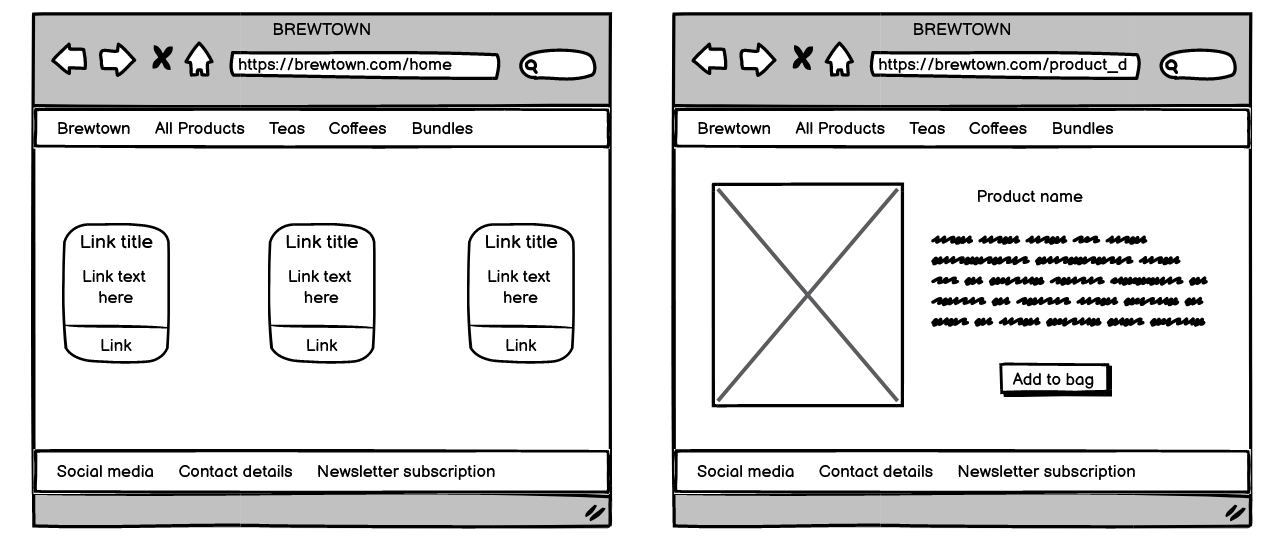 BREWTOWN
https://brewtown.com/home
Brewtown All Products Teas Coffees Bundles
Link title
Link text
here
Link
Link title
Link text
here
Link
Link title
Link text
here
Link
Social media Contact details Newsletter subscription
BREWTOWN
https://brewtown.com/product_d
Brewtown All Products Teas Coffees Bundles
Product name
Add to bag
Social media Contact details Newsletter subscription